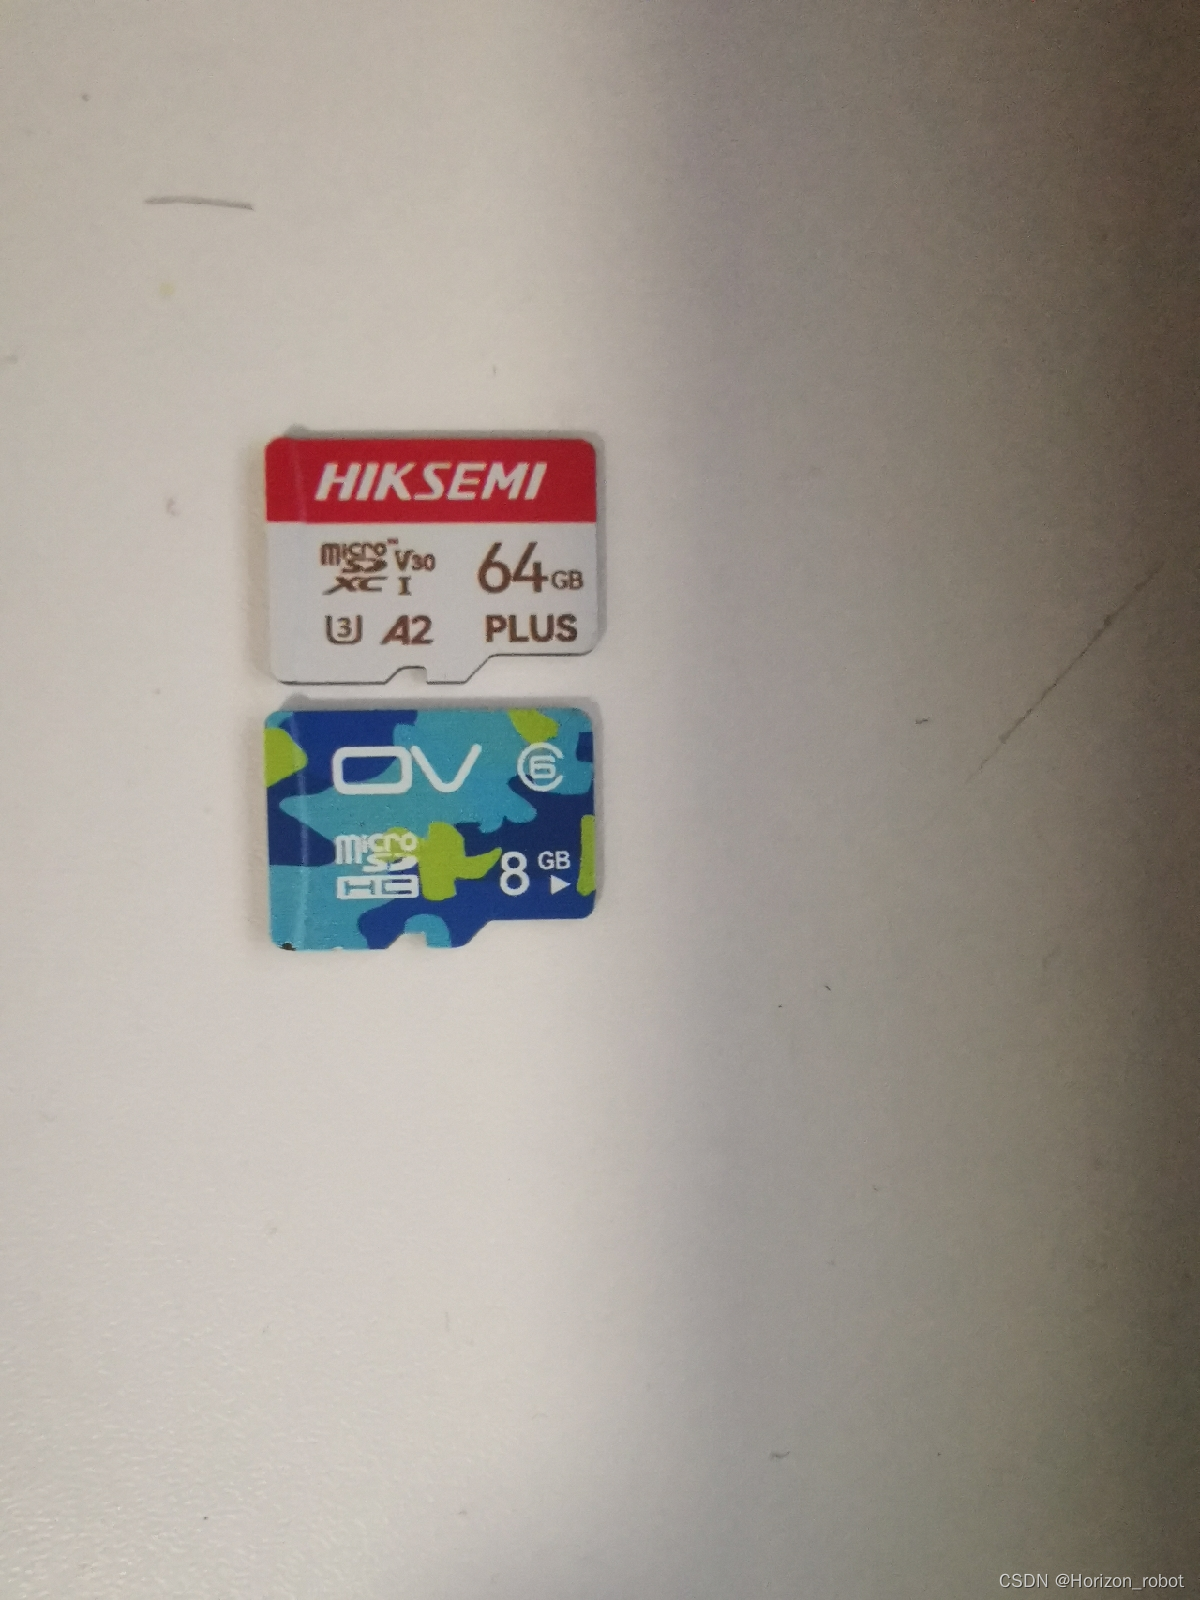 HIKSEMI
micro SD XC I V30 64GB
U3 A2 PLUS
OV 6
micro SD HC 8 GB
CSDN @Horizon_robot